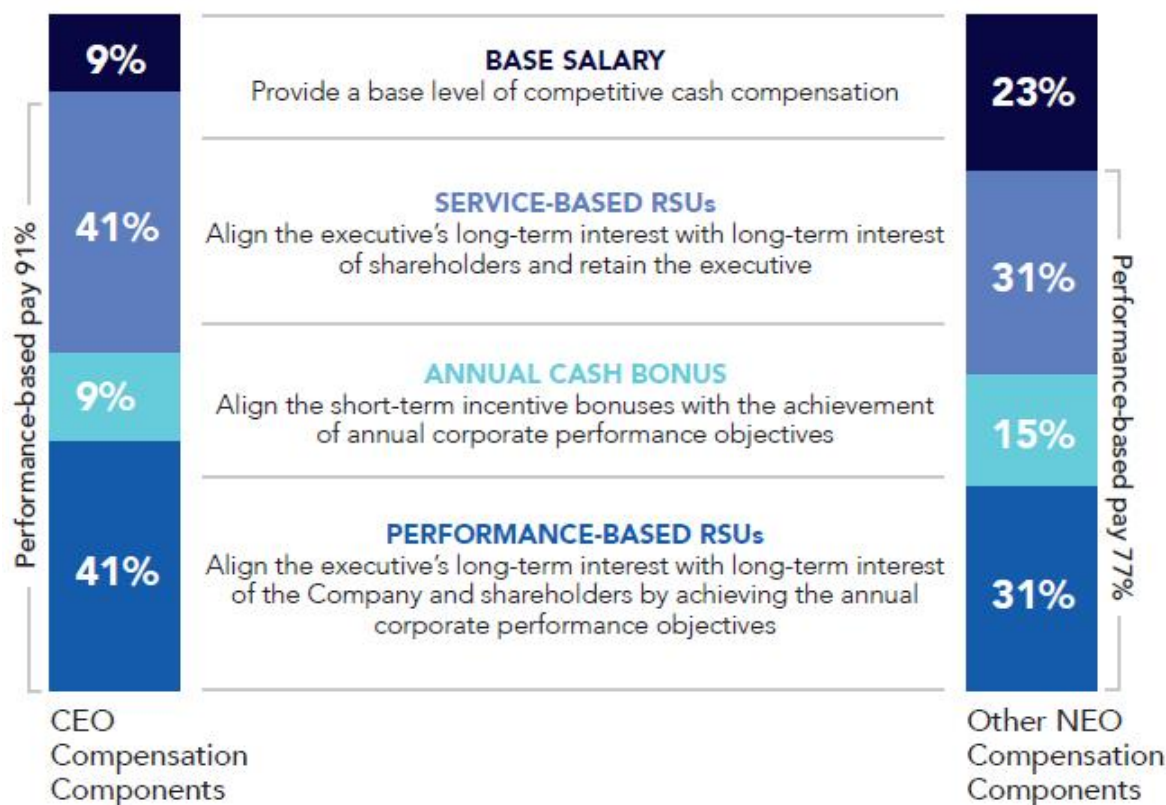 9%
BASE SALARY
Provide a base level of competitive cash compensation
23%
Performance-based pay 91%
41%
SERVICE-BASED RSUs
Align the executive's long-term interest with long-term interest
of shareholders and retain the executive
31%
Performance-based pay 77%
9%
ANNUAL CASH BONUS
Align the short-term incentive bonuses with the achievement
of annual corporate performance objectives
15%
41%
PERFORMANCE-BASED RSUs
Align the executive's long-term interest with long-term interest
of the Company and shareholders by achieving the annual
corporate performance objectives
31%
CEO
Compensation
Components
Other NEO
Compensation
Components